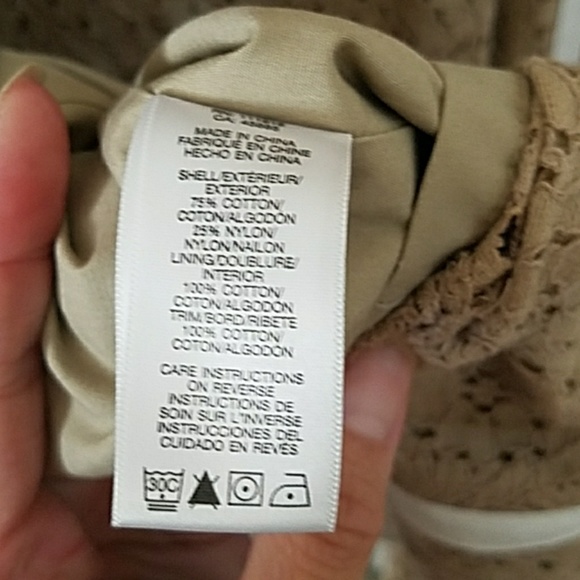 MADE IN CHINA
FABRIQUÉ EN CHINE
HECHO EN CHINA
SHELL/EXTÉRIEUR/
EXTERIOR
75% COTTON/
COTON/ALGODÓN
25% NYLON/
NYLON/NAILON
LINING/DOUBLURE/
INTERIOR
100% COTTON/
COTON/ALGODÓN
TRIM/BORD/RIBETE
100% COTTON/
COTON/ALGODÓN
CARE INSTRUCTIONS
ON REVERSE
INSTRUCTIONS DE
SOIN SUR L'INVERSE
INSTRUCCIONES DEL
CUIDADO EN REVÉS
30C